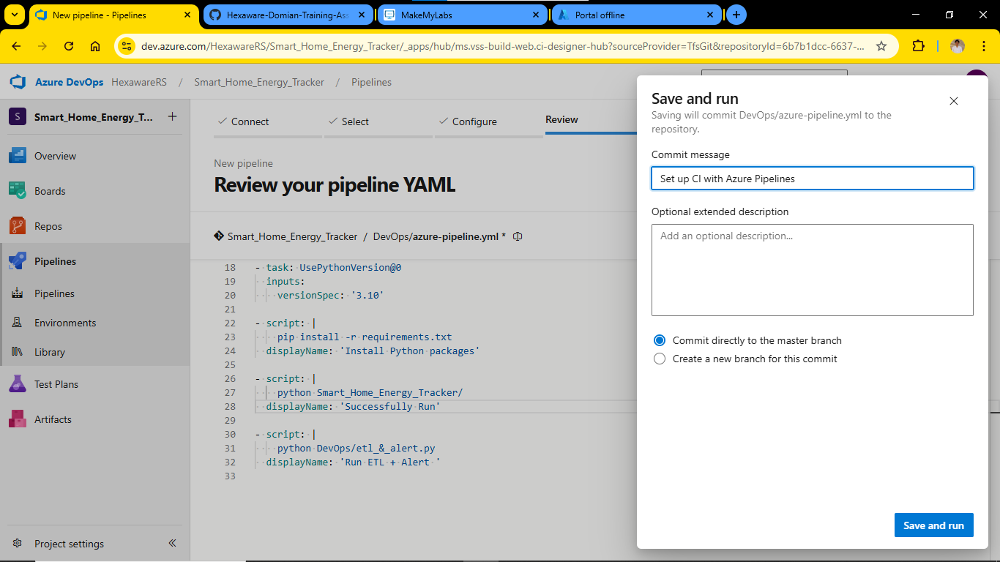 New pipeline - Pipelines
Hexaware-Domian-Training-Ass
MakeMyLabs
Portal offline
dev.azure.com/HexawareRS/Smart_Home_Energy_Tracker/_apps/hub/ms.vss-build-web.ci-designer-hub?sourceProvider=TfsGit&repositoryId=6b7b1dcc-6637-...
Azure DevOps HexawareRS / Smart_Home_Energy_Tracker / Pipelines
S Smart_Home_Energy_T...
Overview
Boards
Repos
Pipelines
Pipelines
Environments
Library
Test Plans
Artifacts
Project settings
Connect
Select
Configure
Review
New pipeline
Review your pipeline YAML
Smart_Home_Energy_Tracker / DevOps/azure-pipeline.yml *
18 - task: UsePythonVersion@0
19 inputs:
20 versionSpec: '3.10'
21
22 - script: |
23 pip install -r requirements.txt
24 displayName: 'Install Python packages'
25
26 - script: |
27 python Smart_Home_Energy_Tracker/
28 displayName: 'Successfully Run'
29
30 - script: |
31 python DevOps/etl_&_alert.py
32 displayName: 'Run ETL + Alert '
33
Save and run
Saving will commit DevOps/azure-pipeline.yml to the
repository.
Commit message
Set up CI with Azure Pipelines
Optional extended description
Add an optional description...
Commit directly to the master branch
Create a new branch for this commit
Save and run